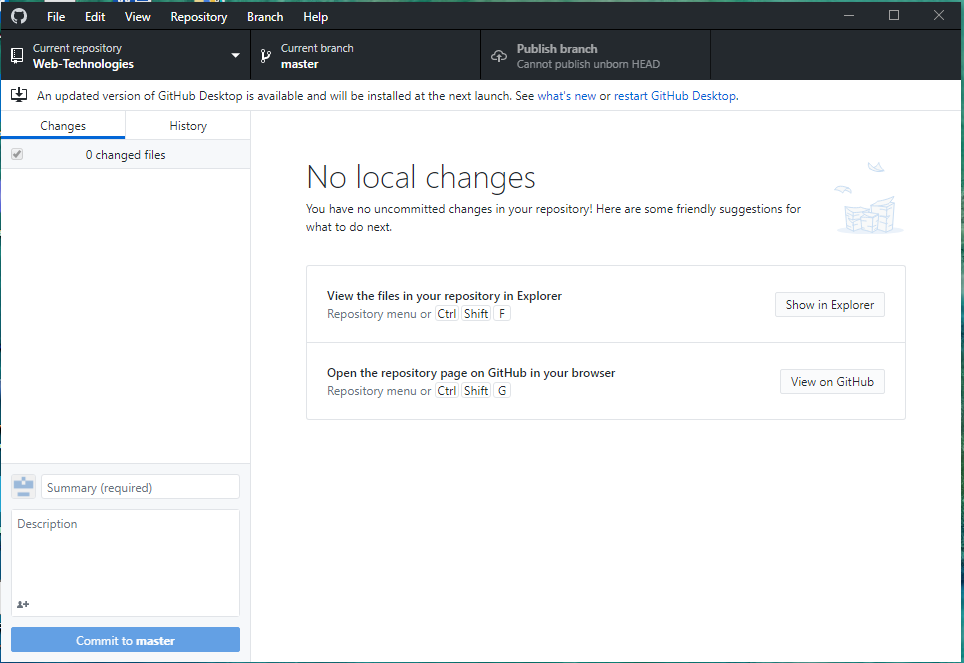 File Edit View Repository Branch Help
Current repository
Web-Technologies
Current branch
master
Publish branch
Cannot publish unborn HEAD
An updated version of GitHub Desktop is available and will be installed at the next launch. See what's new or restart GitHub Desktop.
Changes
History
0 changed files
No local changes
You have no uncommitted changes in your repository! Here are some friendly suggestions for
what to do next.
View the files in your repository in Explorer
Repository menu or Ctrl Shift F
Show in Explorer
Open the repository page on GitHub in your browser
Repository menu or Ctrl Shift G
View on GitHub
Summary (required)
Description
Commit to master